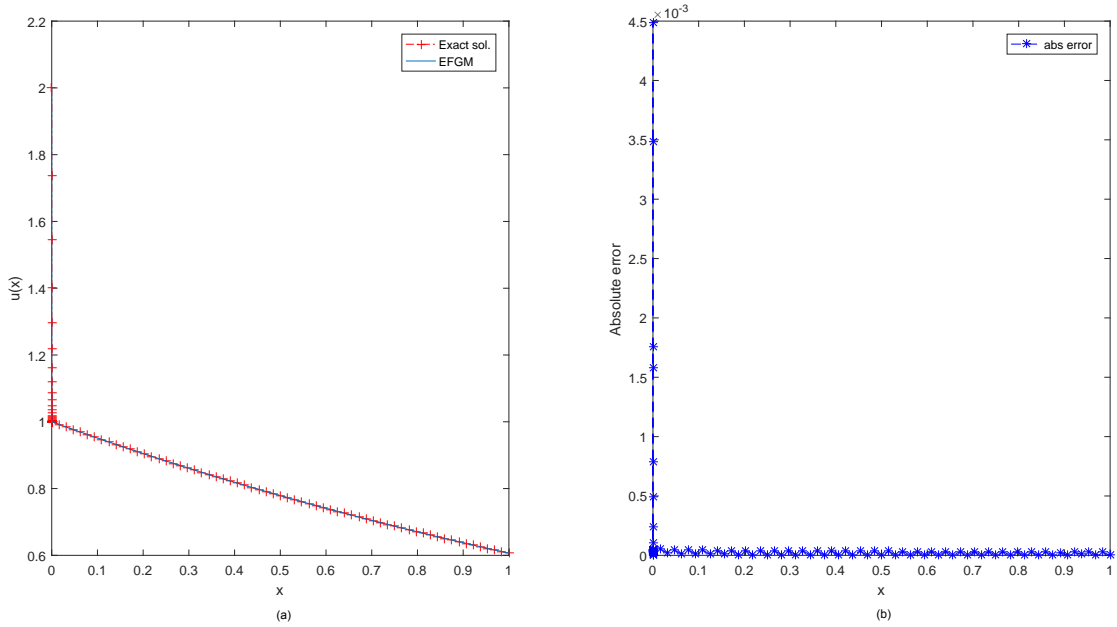 2.2
2
1.8
1.6
1.4
1.2
1
0.8
0.6
u(x)
Exact sol.
EFGM
0 0.1 0.2 0.3 0.4 0.5 0.6 0.7 0.8 0.9 1
x
(a)
×10⁻³
4.5
4
3.5
3
2.5
2
1.5
1
0.5
0
Absolute error
abs error
0 0.1 0.2 0.3 0.4 0.5 0.6 0.7 0.8 0.9 1
x
(b)